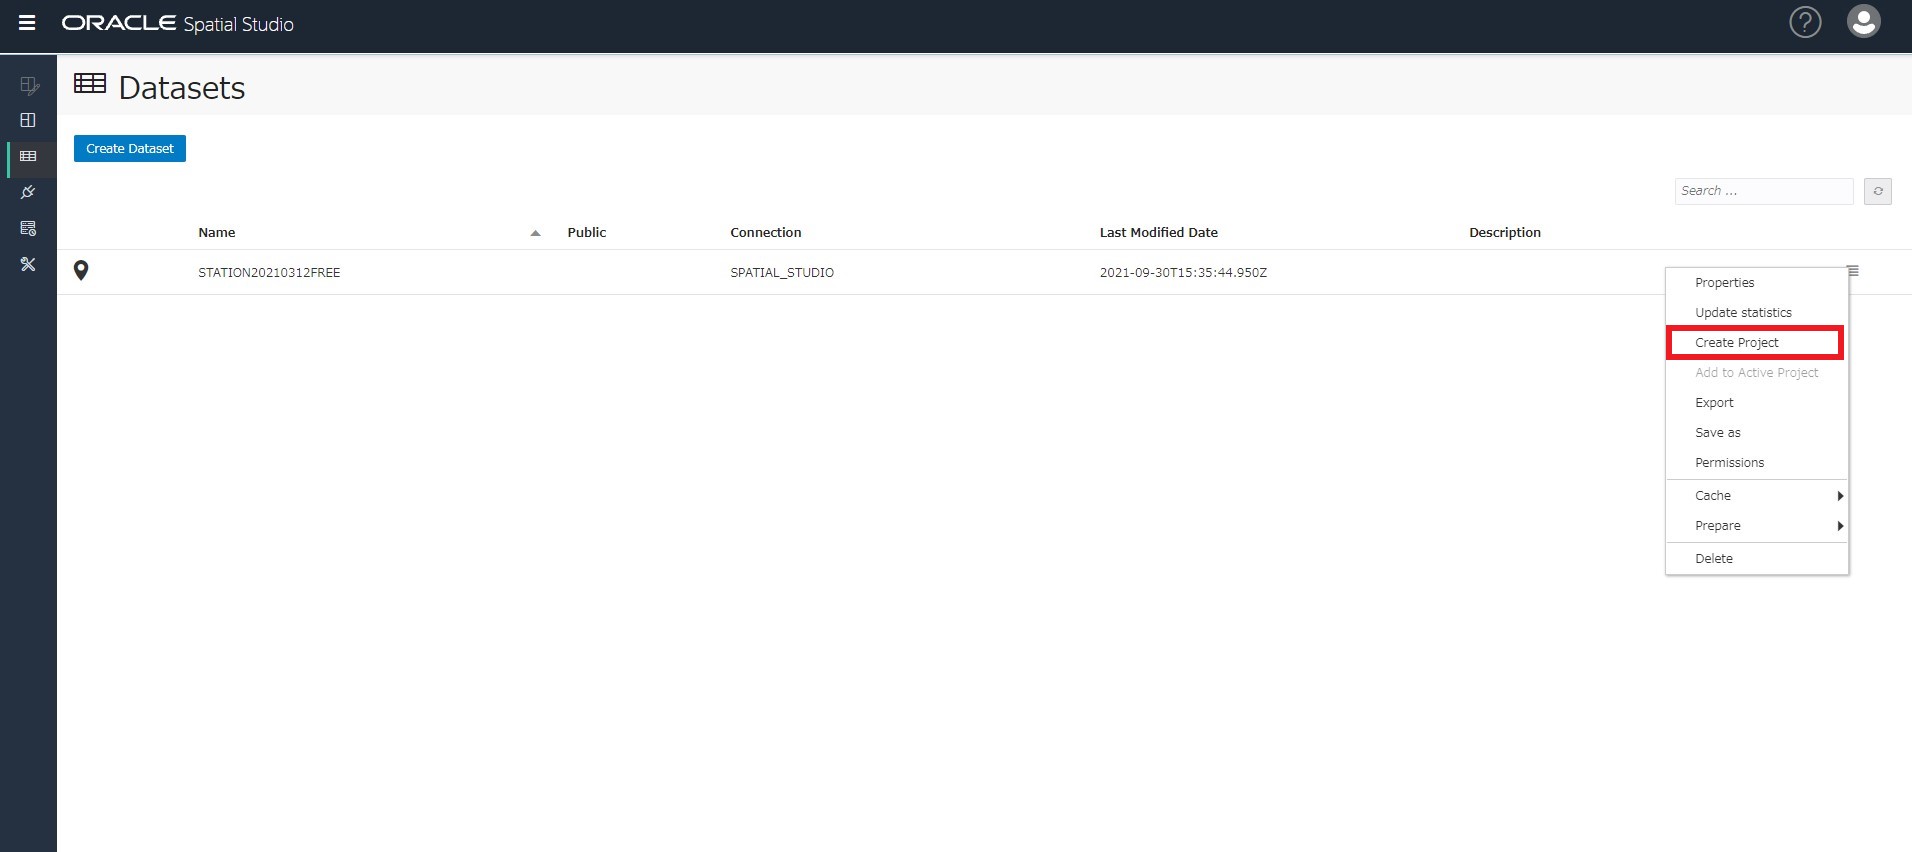 ORACLE Spatial Studio
Datasets
Create Dataset
Search ...
Name Public Connection Last Modified Date Description
STATION20210312FREE SPATIAL_STUDIO 2021-09-30T15:35:44.950Z
Properties
Update statistics
Create Project
Add to Active Project
Export
Save as
Permissions
Cache
Prepare
Delete